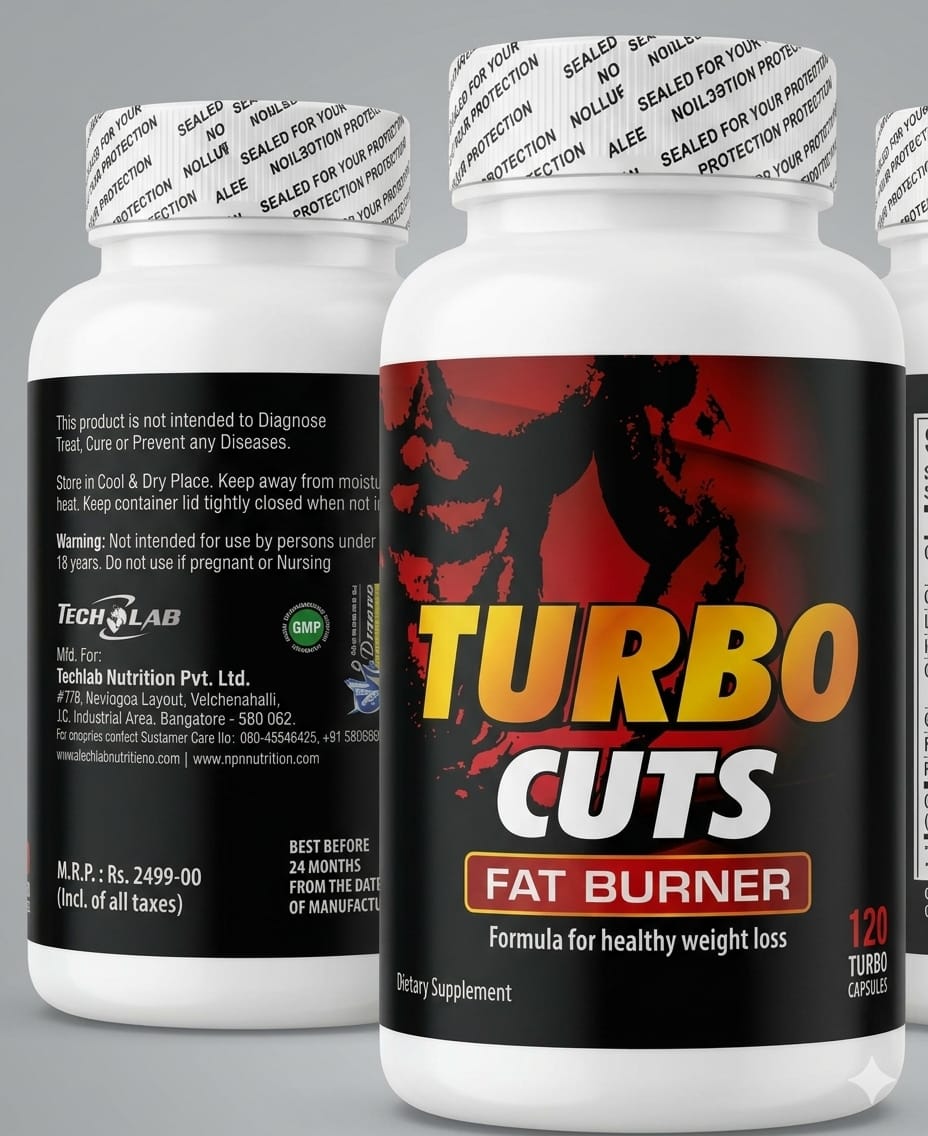 SEALED FOR YOUR
PROTECTION
SEALED FOR YOUR PROTECTION
This product is not intended to Diagnose
Treat, Cure or Prevent any Diseases.
Store in Cool & Dry Place. Keep away from moistu
heat. Keep container lid tightly closed when not i
Warning: Not intended for use by persons under
18 years. Do not use if pregnant or Nursing
TECHLAB
GMP
Mfd. For:
Techlab Nutrition Pvt. Ltd.
#778, Neviogoa Layout, Velchenahalli,
J.C. Industrial Area. Bangatore - 580 062.
For onopries confect Sustamer Care llo: 080-45546425, +91 580689
www.alechlabnutritieno.com | www.npnnutrition.com
M.R.P. : Rs. 2499-00
(Incl. of all taxes)
BEST BEFORE
24 MONTHS
FROM THE DATE
OF MANUFACTU
SEALED FOR YOUR
PROTECTION
SEALED FOR YOUR PROTECTION
TURBO
CUTS
FAT BURNER
Formula for healthy weight loss
Dietary Supplement
120
TURBO
CAPSULES